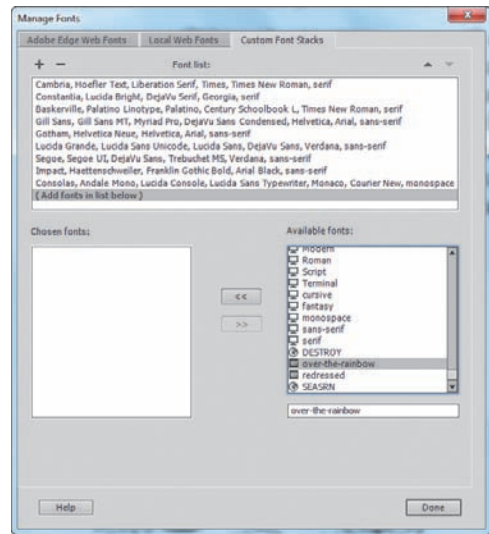 Manage Fonts
Adobe Edge Web Fonts Local Web Fonts Custom Font Stacks
+ − Font list:
Cambria, Hoefler Text, Liberation Serif, Times, Times New Roman, serif
Constantia, Lucida Bright, DejaVu Serif, Georgia, serif
Baskerville, Palatino Linotype, Palatino, Century Schoolbook L, Times New Roman, serif
Gill Sans, Gill Sans MT, Myriad Pro, DejaVu Sans Condensed, Helvetica, Arial, sans-serif
Gotham, Helvetica Neue, Helvetica, Arial, sans-serif
Lucida Grande, Lucida Sans Unicode, Lucida Sans, DejaVu Sans, Verdana, sans-serif
Segoe, Segoe UI, DejaVu Sans, Trebuchet MS, Verdana, sans-serif
Impact, Haettenschweiler, Franklin Gothic Bold, Arial Black, sans-serif
Consolas, Andale Mono, Lucida Console, Lucida Sans Typewriter, Monaco, Courier New, monospace
( Add fonts in list below )
Chosen fonts:
<<
>>
Available fonts:
Modern
Roman
Script
Terminal
cursive
fantasy
monospace
sans-serif
serif
DESTROY
over-the-rainbow
redressed
SEASRN
over-the-rainbow
Help Done